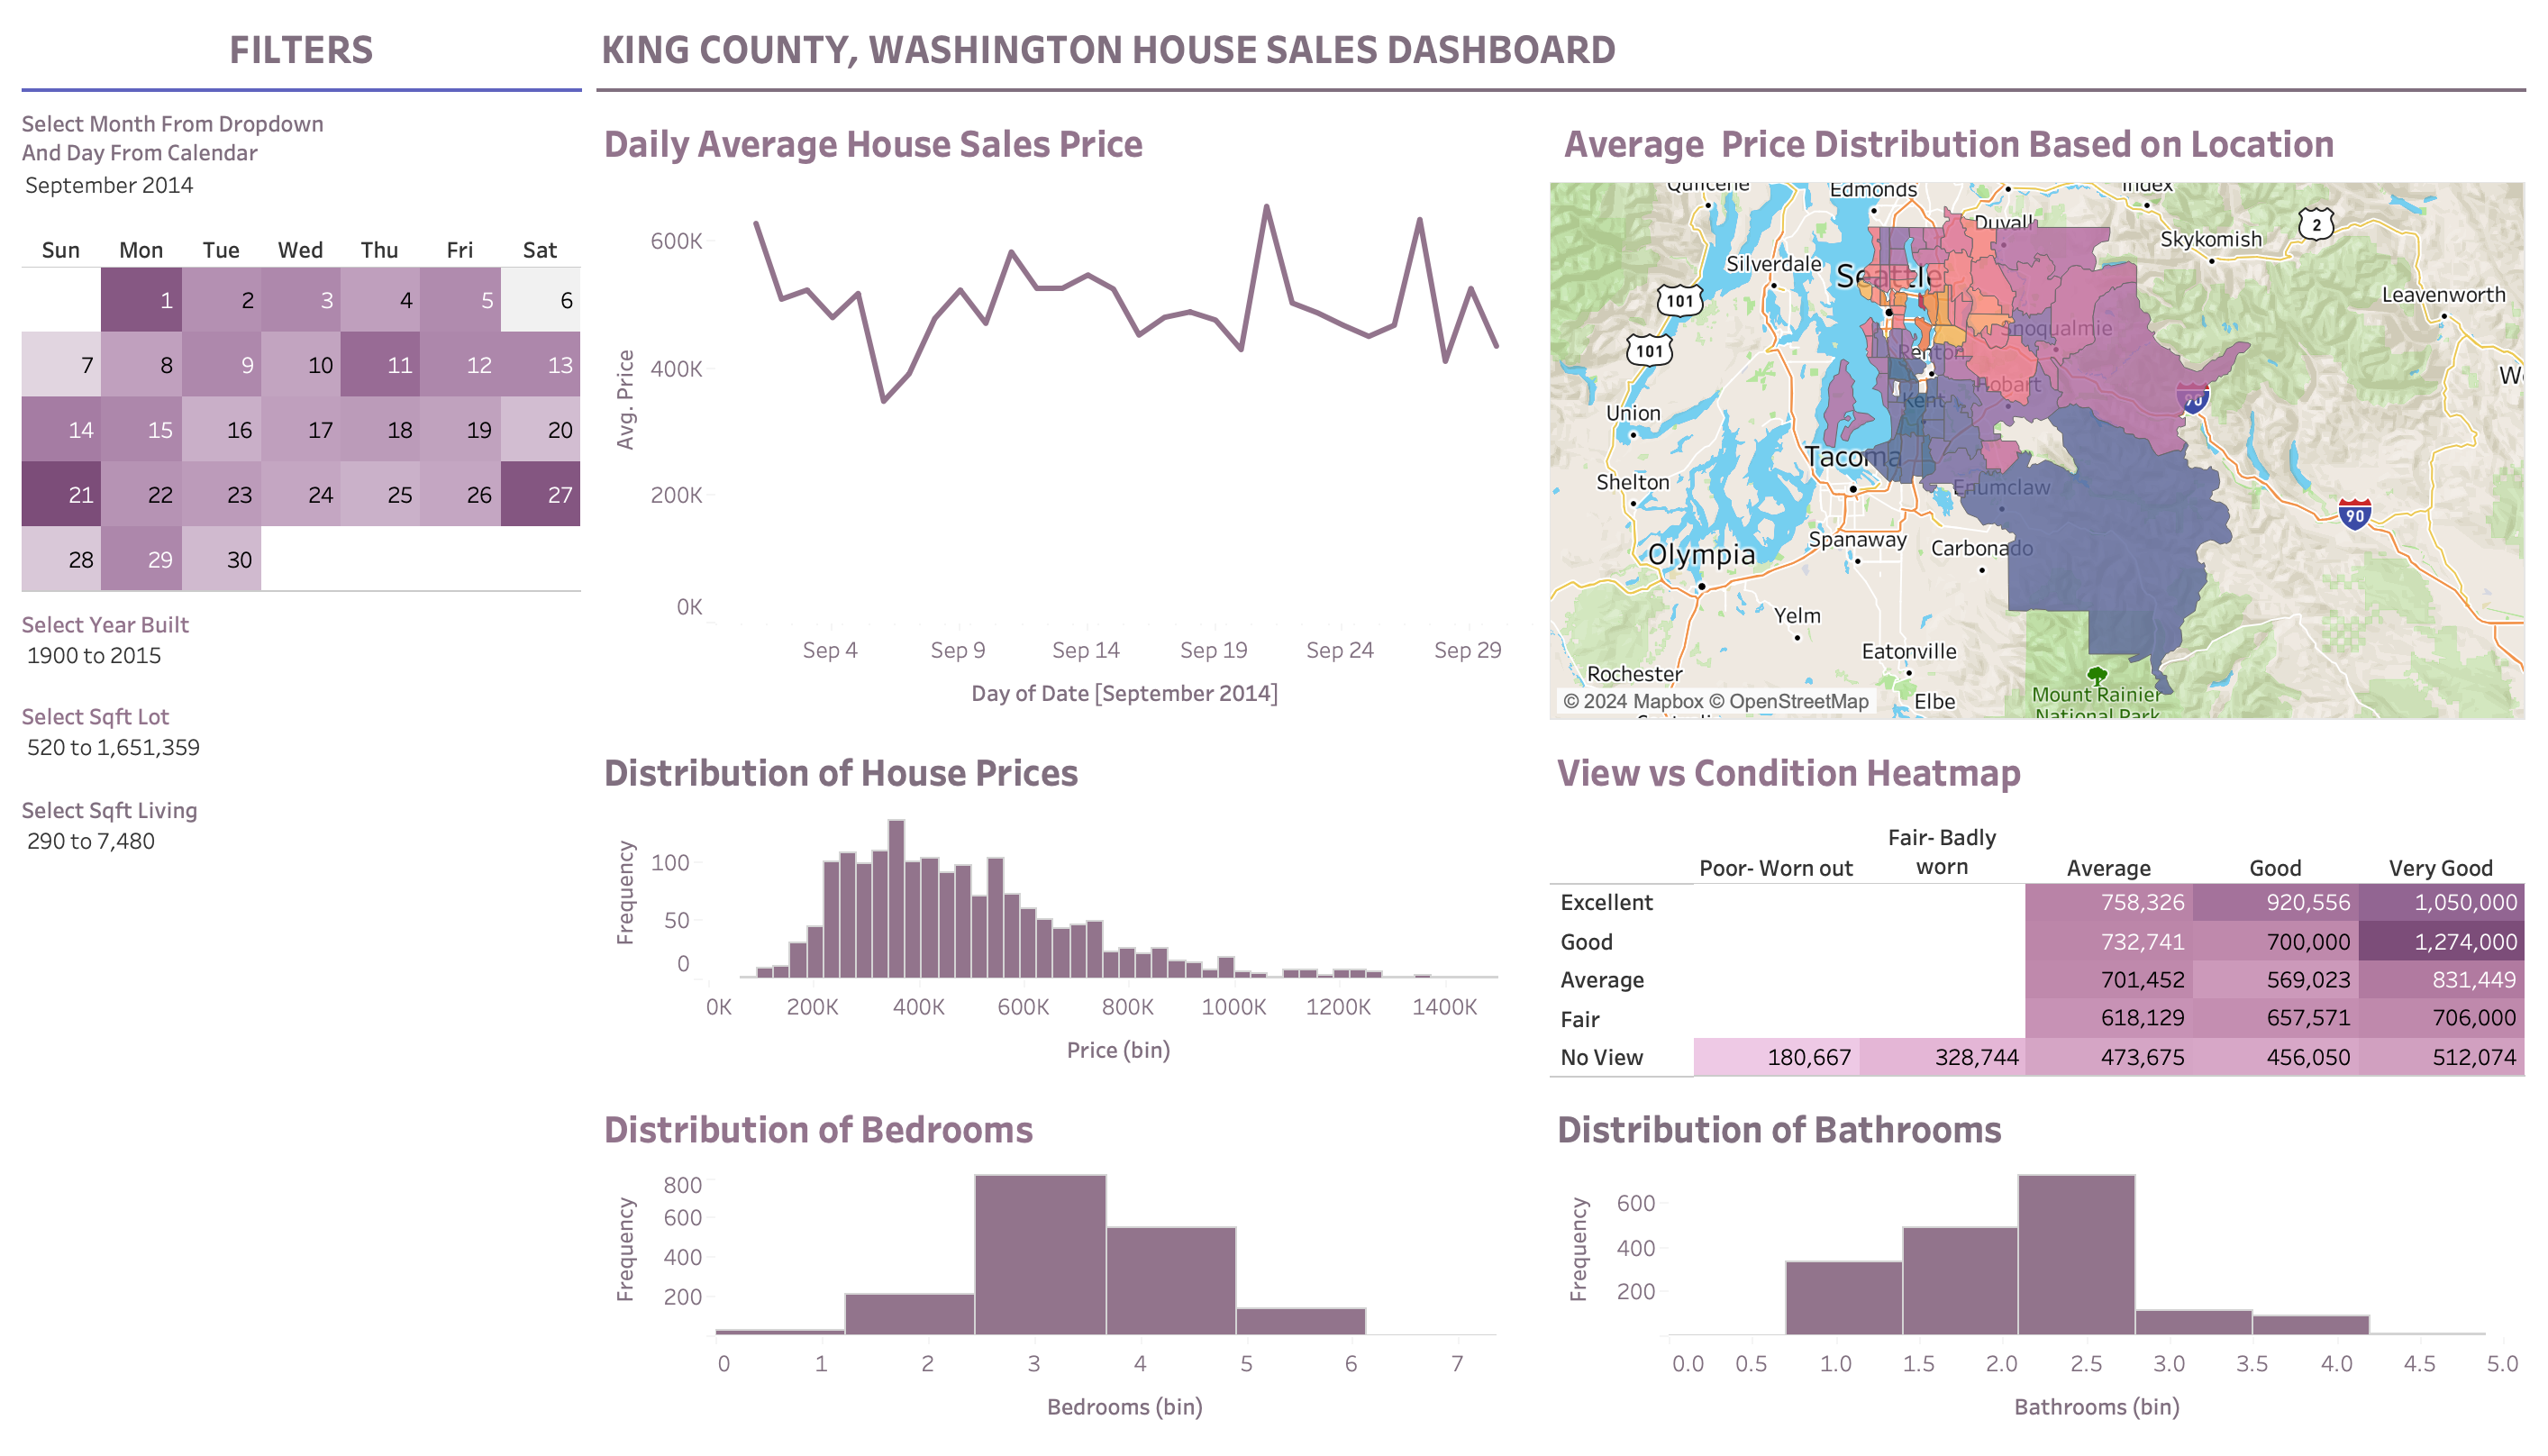 FILTERS
KING COUNTY, WASHINGTON HOUSE SALES DASHBOARD
Select Month From Dropdown
And Day From Calendar
September 2014
Sun Mon Tue Wed Thu Fri Sat
1 2 3 4 5 6
7 8 9 10 11 12 13
14 15 16 17 18 19 20
21 22 23 24 25 26 27
28 29 30
Select Year Built
1900 to 2015
Select Sqft Lot
520 to 1,651,359
Select Sqft Living
290 to 7,480
Daily Average House Sales Price
600K
400K
200K
0K
Avg. Price
Sep 4 Sep 9 Sep 14 Sep 19 Sep 24 Sep 29
Day of Date [September 2014]
Average Price Distribution Based on Location
Quilcene
Edmonds
Index
Duvall
2
Skykomish
Silverdale
Seattle
101
Leavenworth
Snoqualmie
101
Renton
Hobart
90
Kent
Union
Tacoma
Shelton
Enumclaw
90
Spanaway
Carbonado
Olympia
Yelm
Eatonville
Rochester
Mount Rainier
National Park
Elbe
© 2024 Mapbox © OpenStreetMap
Distribution of House Prices
Frequency
100
50
0
0K 200K 400K 600K 800K 1000K 1200K 1400K
Price (bin)
View vs Condition Heatmap
Poor- Worn out Fair- Badly worn Average Good Very Good
Excellent 758,326 920,556 1,050,000
Good 732,741 700,000 1,274,000
Average 701,452 569,023 831,449
Fair 618,129 657,571 706,000
No View 180,667 328,744 473,675 456,050 512,074
Distribution of Bedrooms
Frequency
800
600
400
200
0 1 2 3 4 5 6 7
Bedrooms (bin)
Distribution of Bathrooms
Frequency
600
400
200
0.0 0.5 1.0 1.5 2.0 2.5 3.0 3.5 4.0 4.5 5.0
Bathrooms (bin)